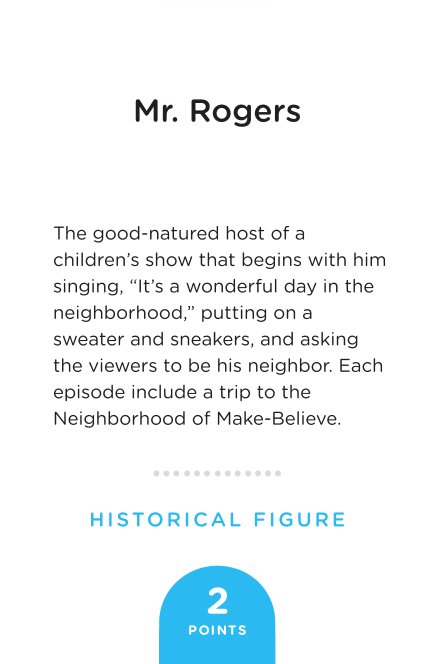 Mr. Rogers
The good-natured host of a
children’s show that begins with him
singing, “It’s a wonderful day in the
neighborhood,” putting on a
sweater and sneakers, and asking
the viewers to be his neighbor. Each
episode include a trip to the
Neighborhood of Make-Believe.
HISTORICAL FIGURE
2
POINTS